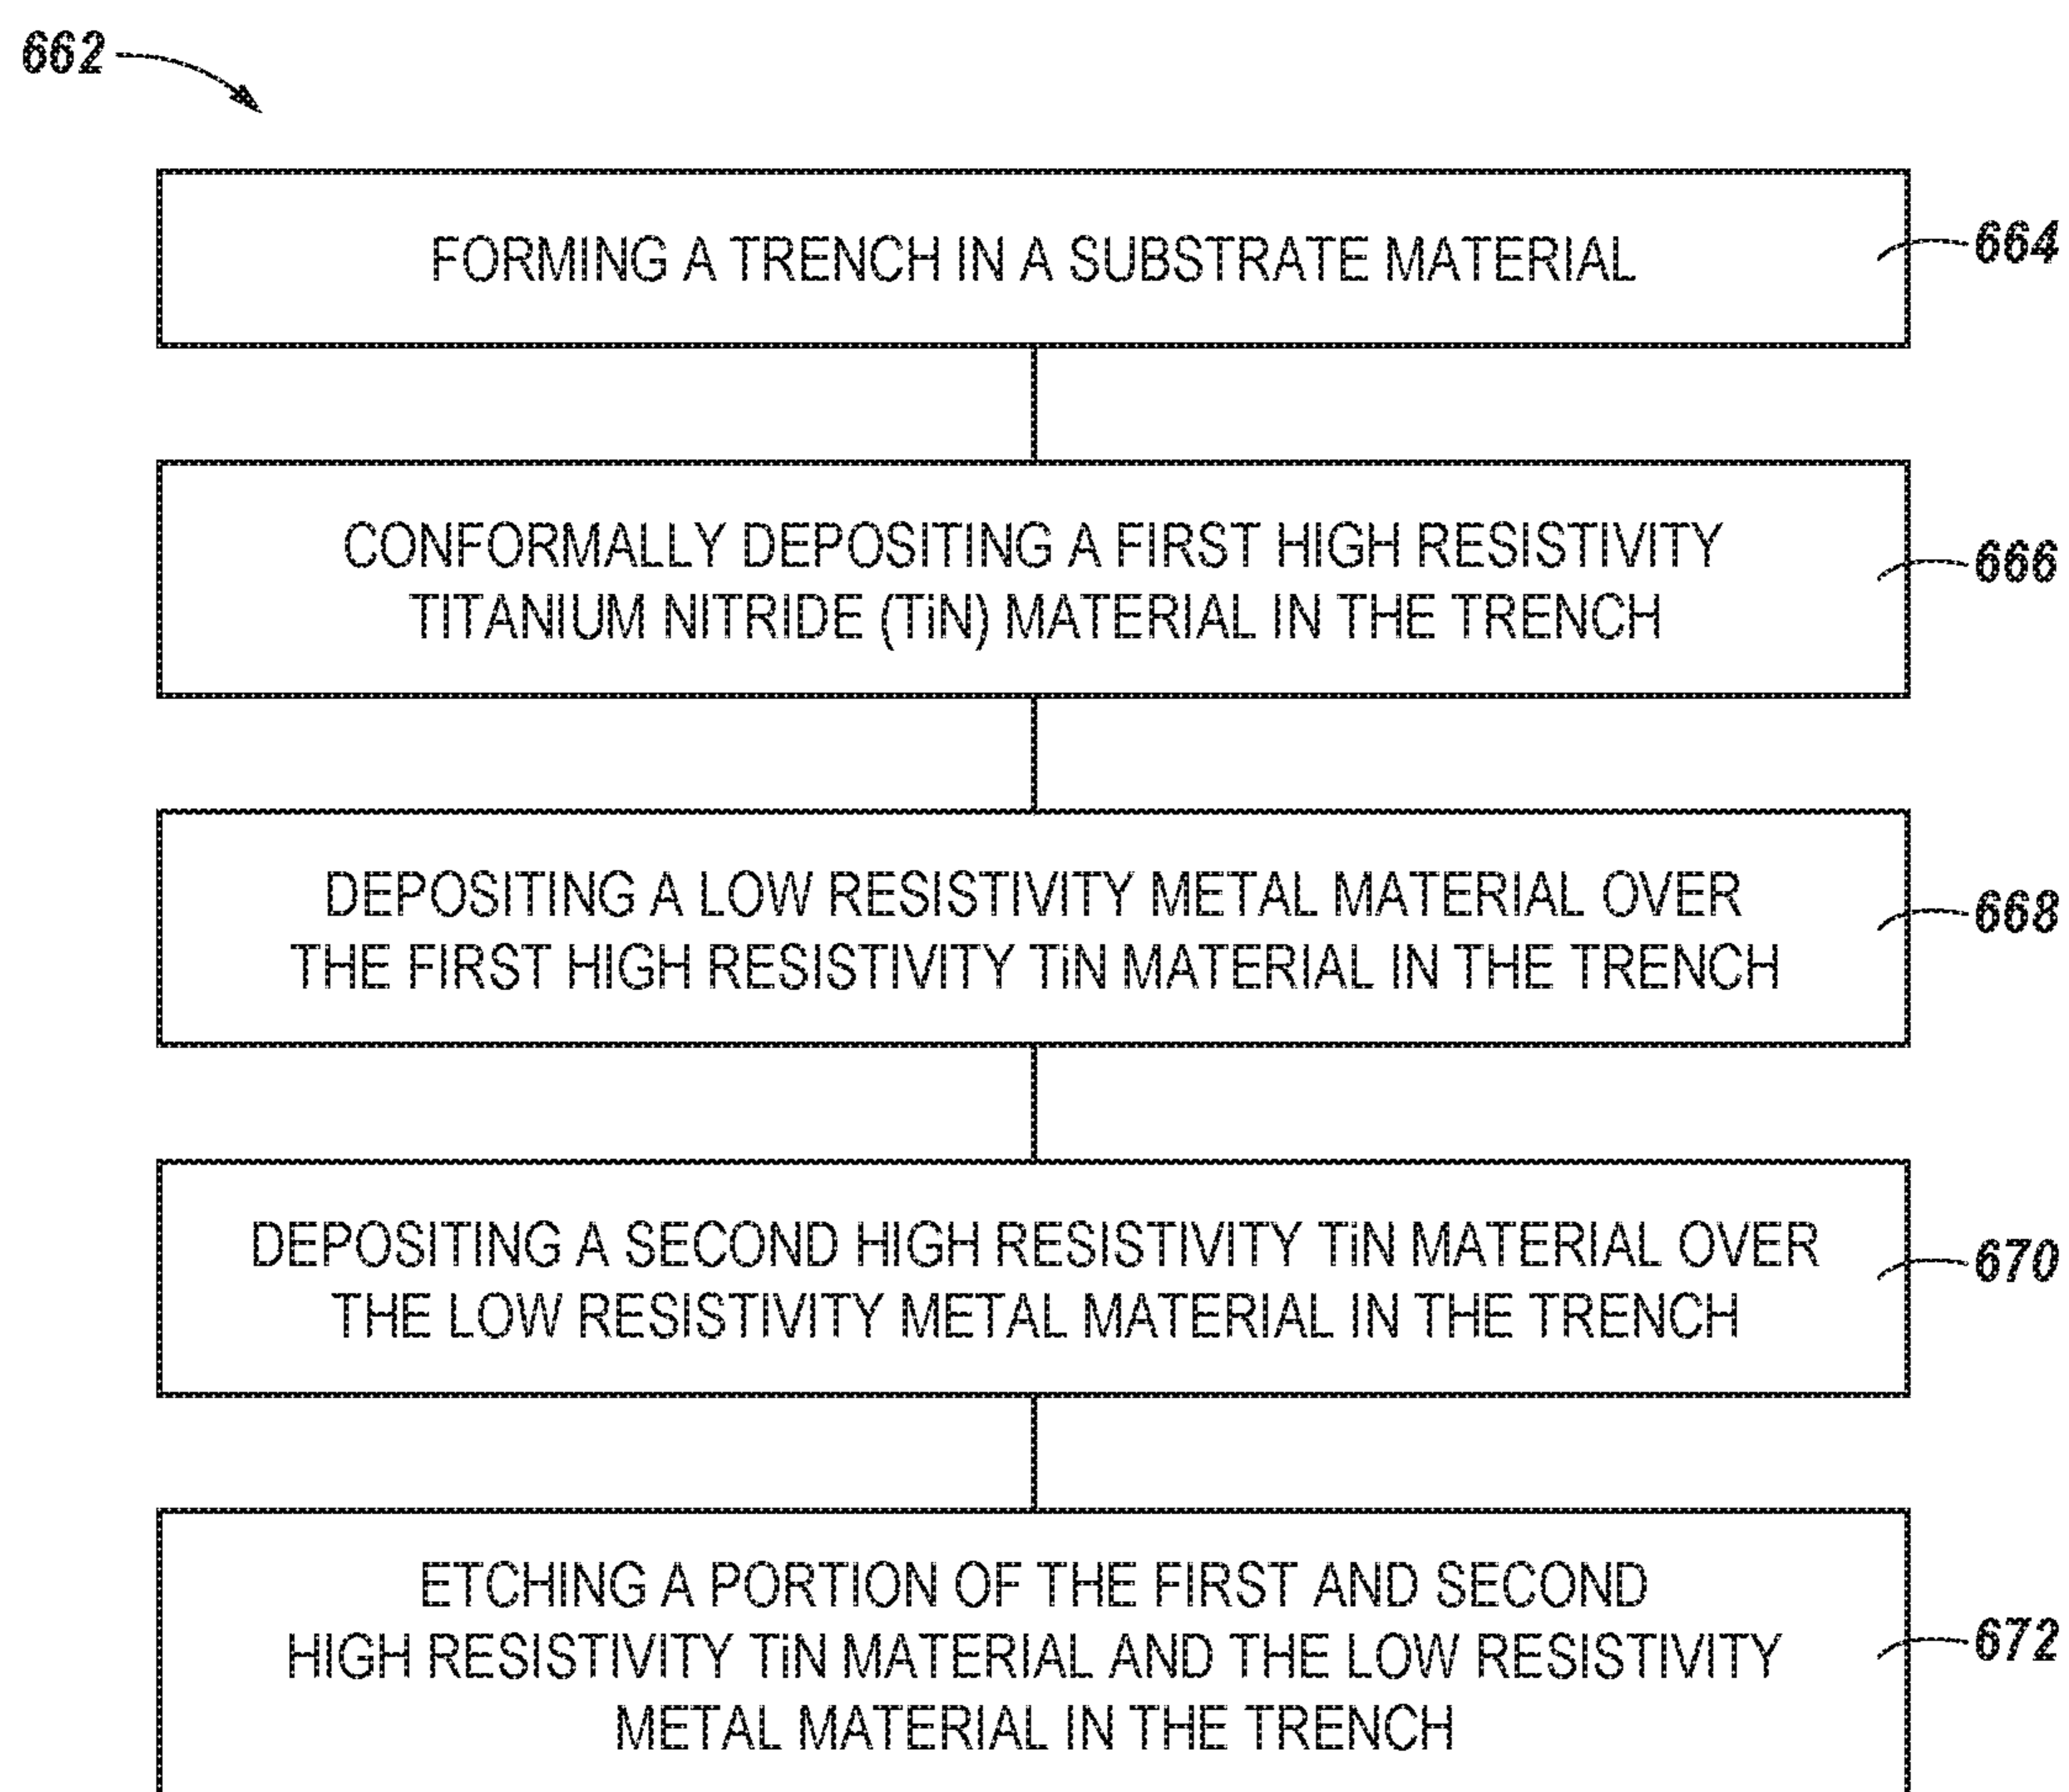 662
FORMING A TRENCH IN A SUBSTRATE MATERIAL
664
CONFORMALLY DEPOSITING A FIRST HIGH RESISTIVITY
TITANIUM NITRIDE (TiN) MATERIAL IN THE TRENCH
666
DEPOSITING A LOW RESISTIVITY METAL MATERIAL OVER
THE FIRST HIGH RESISTIVITY TiN MATERIAL IN THE TRENCH
668
DEPOSITING A SECOND HIGH RESISTIVITY TiN MATERIAL OVER
THE LOW RESISTIVITY METAL MATERIAL IN THE TRENCH
670
ETCHING A PORTION OF THE FIRST AND SECOND
HIGH RESISTIVITY TiN MATERIAL AND THE LOW RESISTIVITY
METAL MATERIAL IN THE TRENCH
672